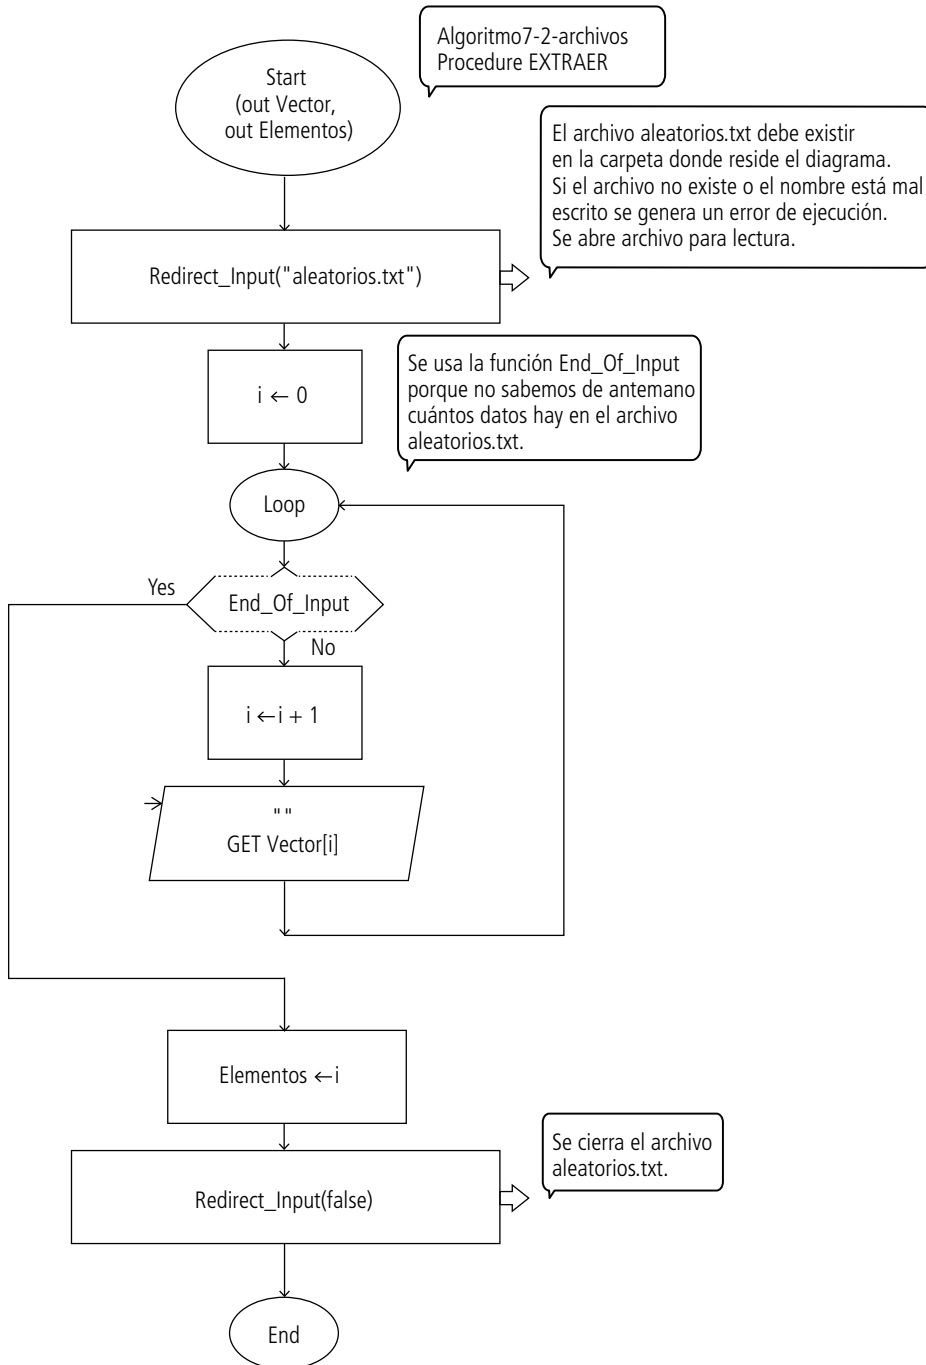 Algoritmo7-2-archivos
Procedure EXTRAER
Start
(out Vector,
out Elementos)
El archivo aleatorios.txt debe existir
en la carpeta donde reside el diagrama.
Si el archivo no existe o el nombre está mal
escrito se genera un error de ejecución.
Se abre archivo para lectura.
Redirect_Input("aleatorios.txt")
Se usa la función End_Of_Input
porque no sabemos de antemano
cuántos datos hay en el archivo
aleatorios.txt.
i ← 0
Loop
Yes
End_Of_Input
No
i ←i + 1
" "
GET Vector[i]
Elementos ←i
Se cierra el archivo
aleatorios.txt.
Redirect_Input(false)
End